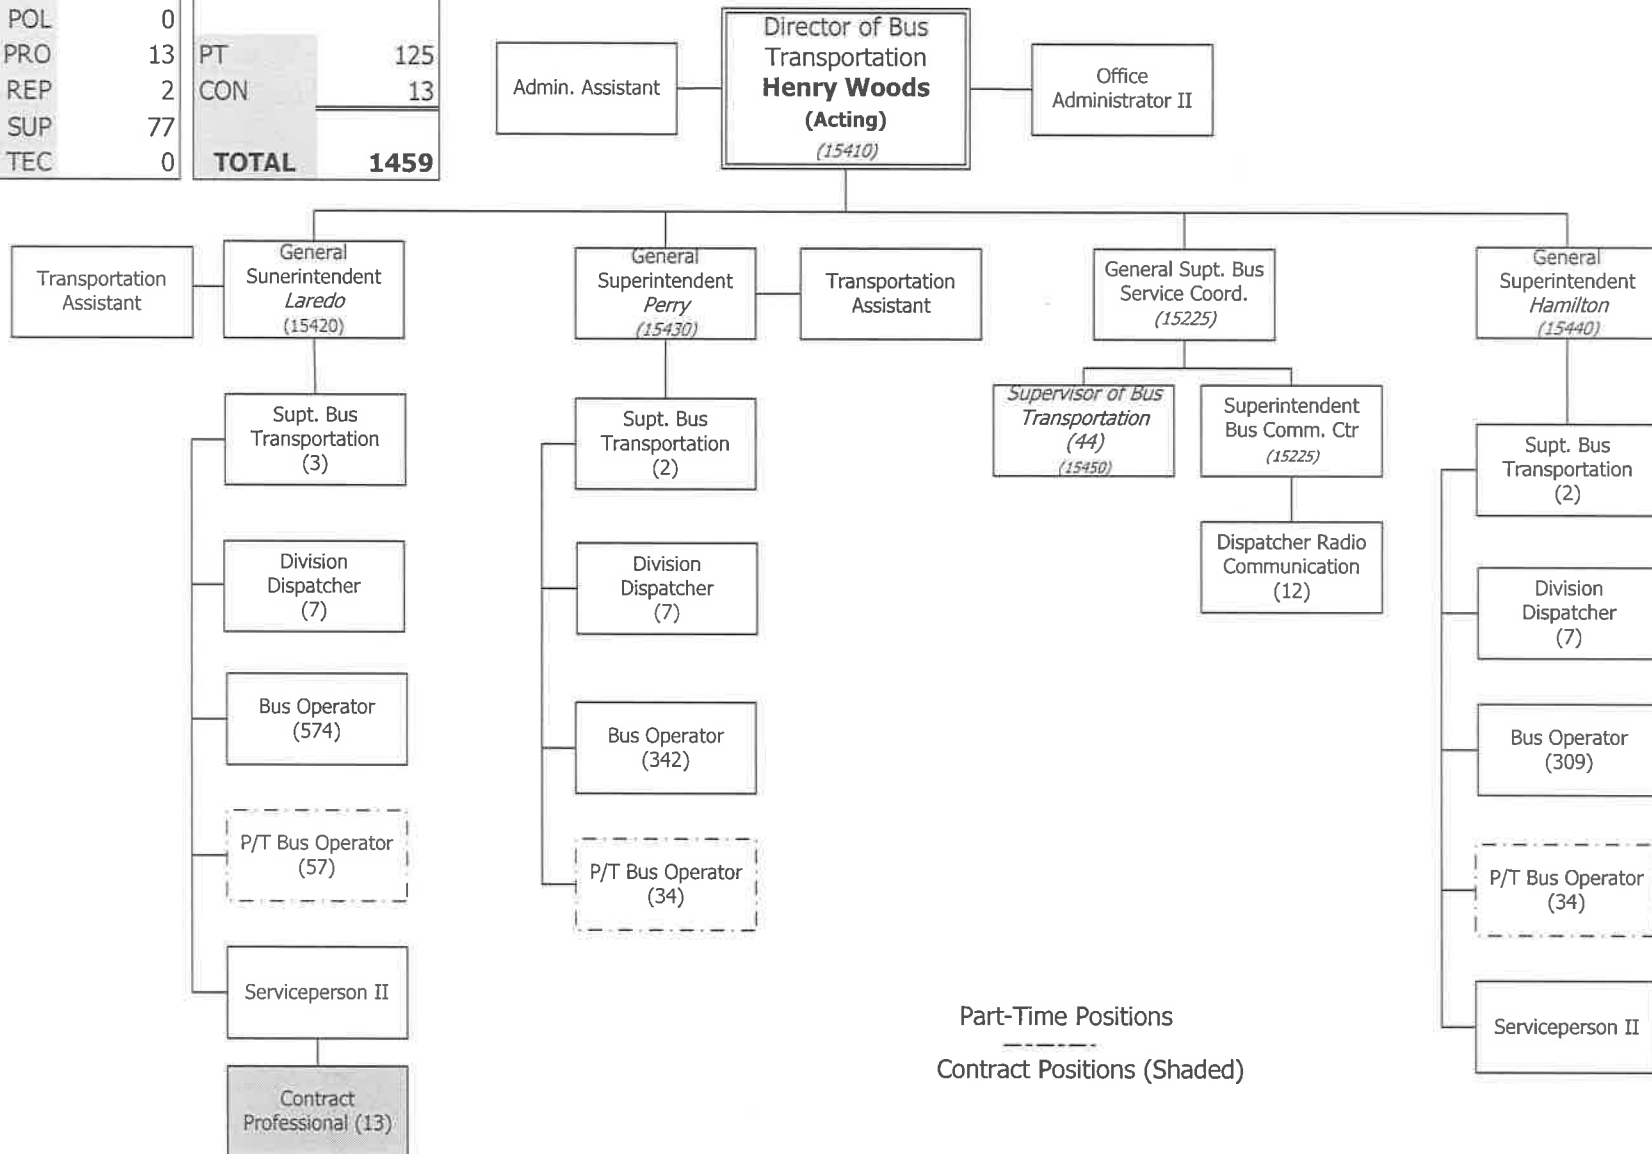 POL 0
PRO 13
REP 2
SUP 77
TEC 0
PT 125
CON 13
TOTAL 1459
Admin. Assistant
Director of Bus
Transportation
Henry Woods
(Acting)
(15410)
Office
Administrator II
Transportation
Assistant
General
Sunerintendent
Laredo
(15420)
General
Superintendent
Perry
(15430)
Transportation
Assistant
General Supt. Bus
Service Coord.
(15225)
General
Superintendent
Hamilton
(15440)
Supervisor of Bus
Transportation
(44)
(15450)
Superintendent
Bus Comm. Ctr
(15225)
Dispatcher Radio
Communication
(12)
Supt. Bus
Transportation
(3)
Division
Dispatcher
(7)
Bus Operator
(574)
P/T Bus Operator
(57)
Serviceperson II
Contract
Professional (13)
Supt. Bus
Transportation
(2)
Division
Dispatcher
(7)
Bus Operator
(342)
P/T Bus Operator
(34)
Supt. Bus
Transportation
(2)
Division
Dispatcher
(7)
Bus Operator
(309)
P/T Bus Operator
(34)
Serviceperson II
Part-Time Positions
Contract Positions (Shaded)